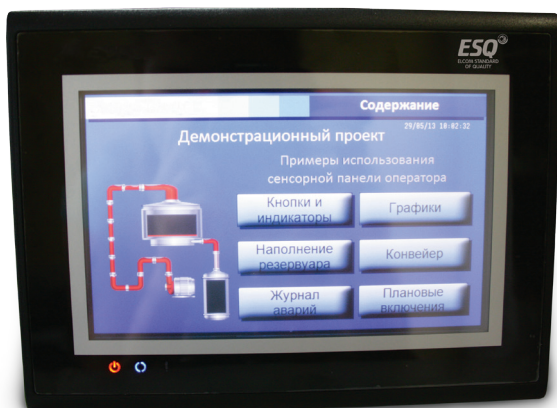 ESQ
ELCON STANDARD
OF QUALITY
Содержание
29/05/13 10:02:32
Демонстрационный проект
Примеры использования
сенсорной панели оператора
Кнопки и
индикаторы
Графики
Наполнение
резервуара
Конвейер
Журнал
аварий
Плановые
включения